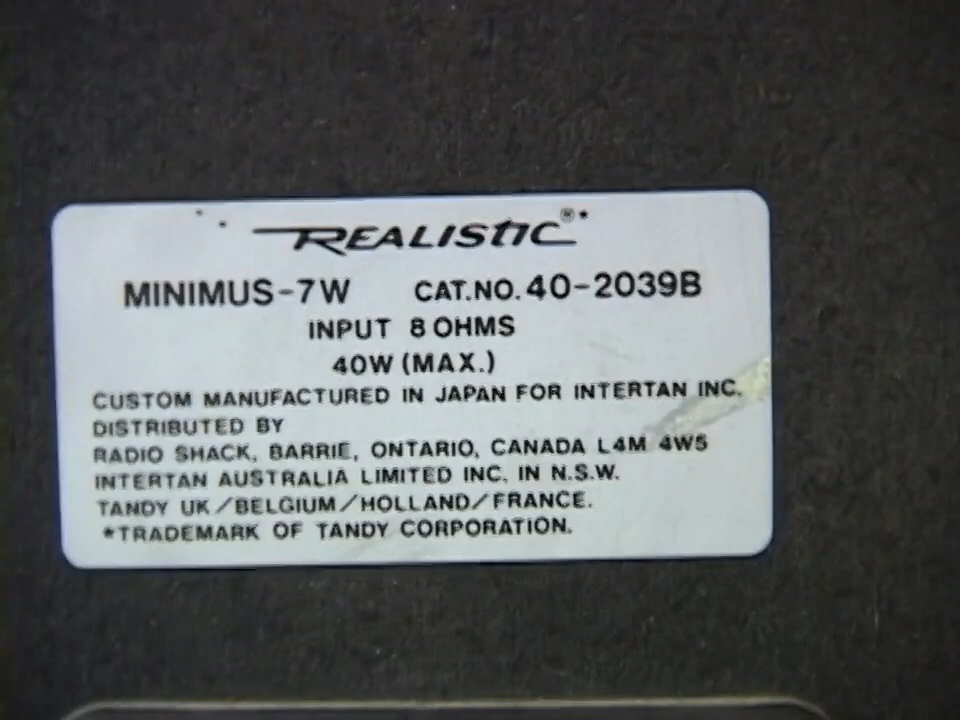 REALISTIC®*
MINIMUS-7W CAT.NO. 40-2039B
INPUT 8 OHMS
40W (MAX.)
CUSTOM MANUFACTURED IN JAPAN FOR INTERTAN INC.
DISTRIBUTED BY
RADIO SHACK, BARRIE, ONTARIO, CANADA L4M 4W5
INTERTAN AUSTRALIA LIMITED INC. IN N.S.W.
TANDY UK/BELGIUM/HOLLAND/FRANCE.
*TRADEMARK OF TANDY CORPORATION.